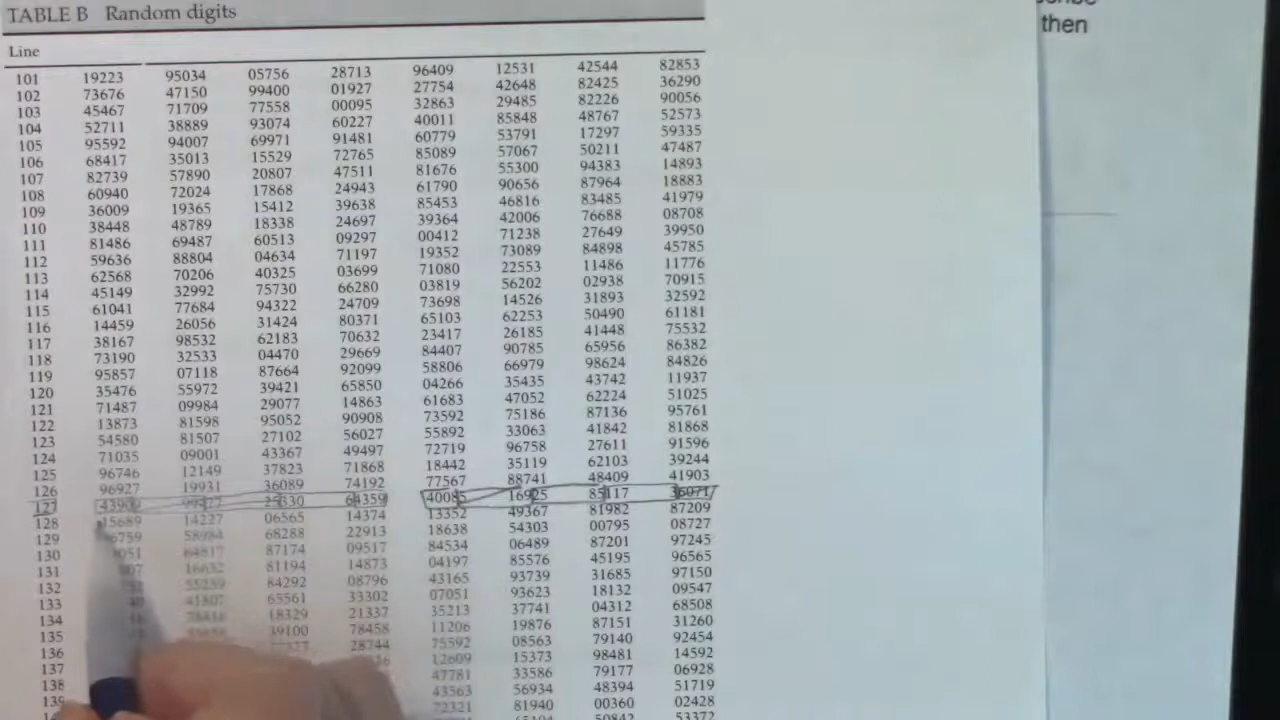 scribe
then
TABLE B Random digits
Line
101 19223 95034 05756 28713 96409 12531 42544 82853
102 73676 47150 99400 01927 27754 42648 82425 36290
103 45467 71709 77558 00095 32863 29485 82226 90056
104 52711 38889 93074 60227 40011 85848 48767 52573
105 95592 94007 69971 91481 60779 53791 17297 59335
106 68417 35013 15529 72765 85089 57067 50211 47487
107 82739 57890 20807 47511 81676 55300 94383 14893
108 60940 72024 17868 24943 61790 90656 87964 18883
109 36009 19365 15412 39638 85453 46816 83485 41979
110 38448 48789 18338 24697 39364 42006 76688 08708
111 81486 69487 60513 09297 00412 71238 27649 39950
112 59636 88804 04634 71197 19352 73089 84898 45785
113 62568 70206 40325 03699 71080 22553 11486 11776
114 45149 32992 75730 66280 03819 56202 02938 70915
115 61041 77684 94322 24709 73698 14526 31893 32592
116 14459 26056 31424 80371 65103 62253 50490 61181
117 38167 98532 62183 70632 23417 26185 41448 75532
118 73190 32533 04470 29669 84407 90785 65956 86382
119 95857 07118 87664 92099 58806 66979 98624 84826
120 35476 55972 39421 65850 04266 35435 43742 11937
121 71487 09984 29077 14863 61683 47052 62224 51025
122 13873 81598 95052 90908 73592 75186 87136 95761
123 54580 81507 27102 56027 55892 33063 41842 81868
124 71035 09001 43367 49497 72719 96758 27611 91596
125 96746 12149 37823 71868 18442 35119 62103 39244
126 96927 19931 36089 74192 77567 88741 48409 41903
127 43909 99477 25330 64359 40085 16925 85117 36071
128 15689 14227 06565 14374 13352 49367 81982 87209
129 36759 58984 68288 22913 18638 54303 00795 08727
130 64817 87174 09517 84534 06489 87201 97245
131 16632 81194 14873 04197 85576 45195 96565
132 55259 84292 08796 43165 93739 31685 97150
133 41807 65561 33302 07051 93623 18132 09547
134 18329 21337 35213 37741 04312 68508
135 39100 78458 11206 19876 87151 31260
136 28744 75592 08563 79140 92454
137 12609 15373 98481 14592
138 47781 33586 79177 06928
139 43563 56934 48394 51719
72321 81940 00360 02428
50842 53372